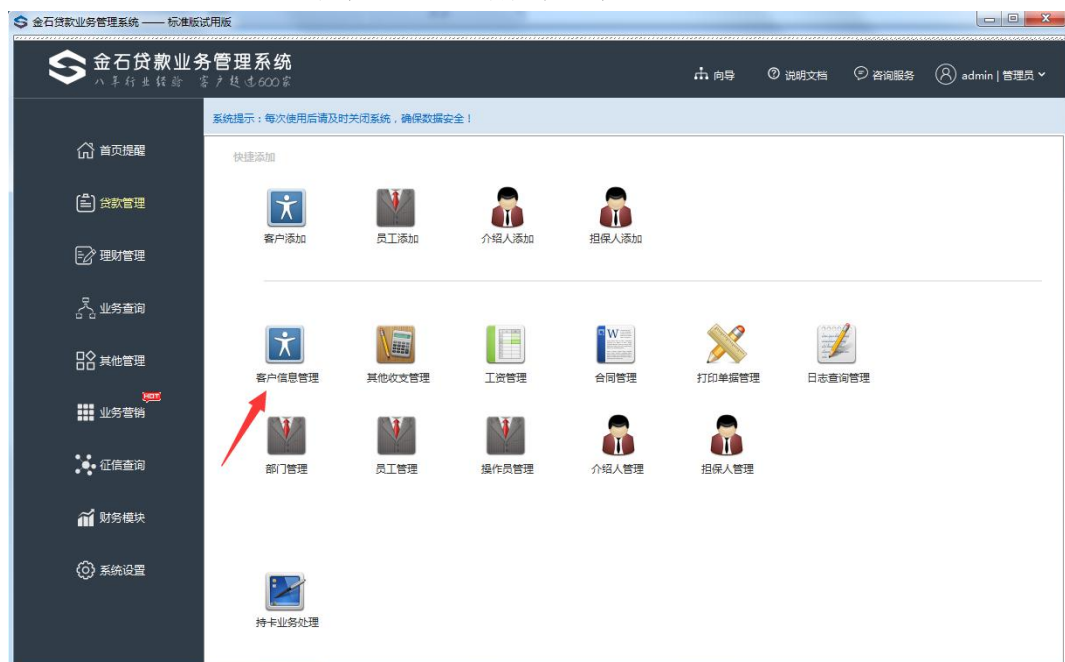 金石贷款业务管理系统 —— 标准版试用版
金石贷款业务管理系统
八年行业经验 客户超过600家
向导 说明文档 咨询服务 admin | 管理员
系统提示：每次使用后请及时关闭系统，确保数据安全！
首页提醒
贷款管理
理财管理
业务查询
其他管理
HOT
业务营销
征信查询
财务模块
系统设置
快捷添加
客户添加 员工添加 介绍人添加 担保人添加
客户信息管理 其他收支管理 工资管理 合同管理 打印单据管理 日志查询管理
部门管理 员工管理 操作员管理 介绍人管理 担保人管理
持卡业务处理